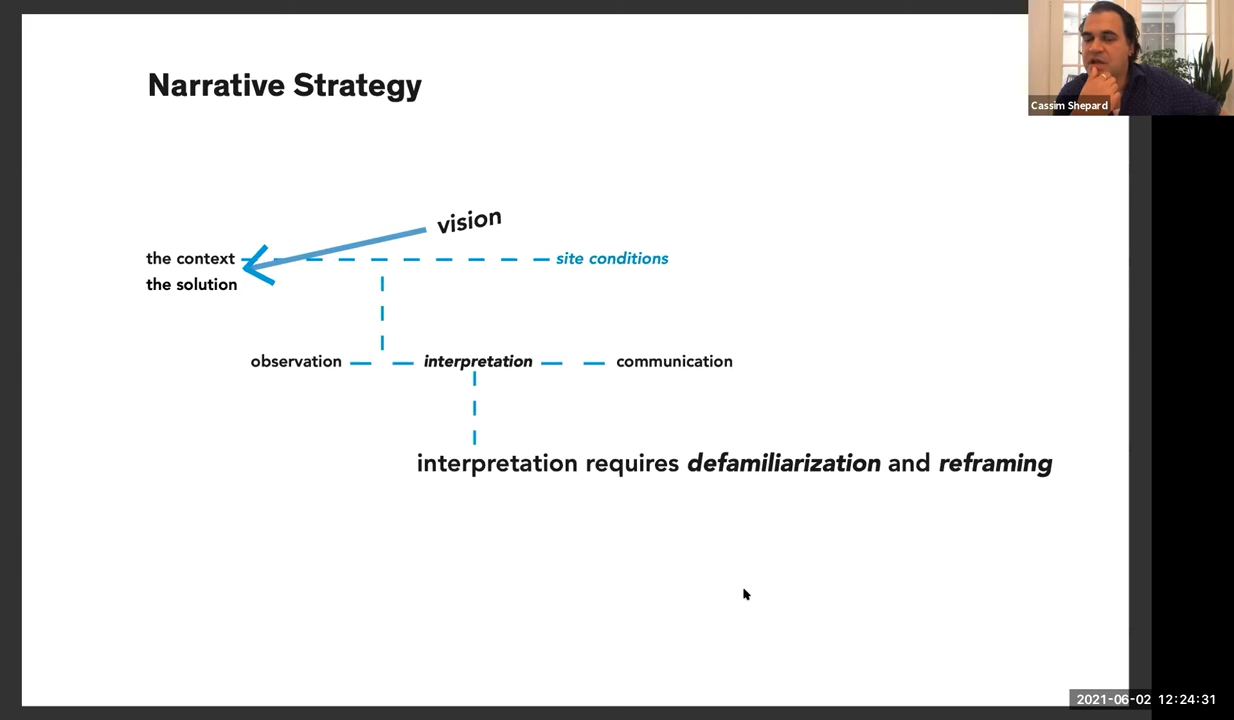 Narrative Strategy
Cassim Shepard
vision
the context
site conditions
the solution
observation
interpretation
communication
interpretation requires defamiliarization and reframing
2021-06-02 12:24:31